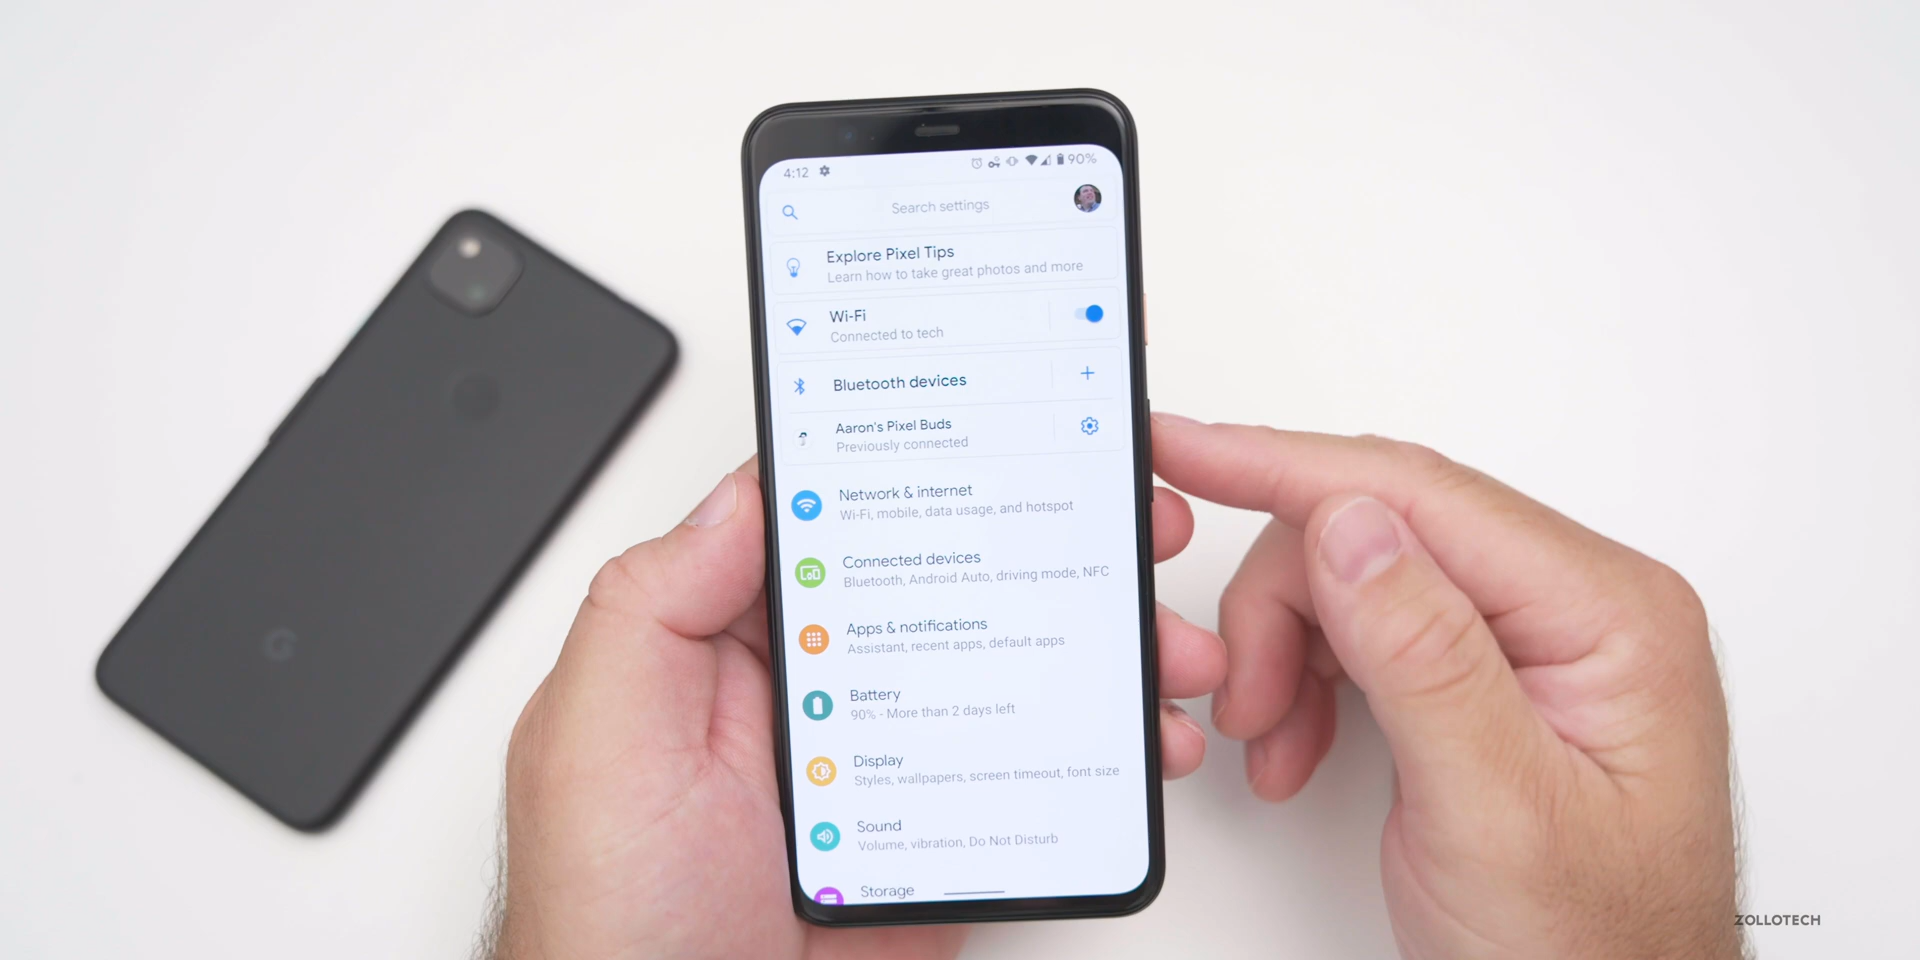 4:12 90%
Search settings
Explore Pixel Tips
Learn how to take great photos and more
Wi-Fi
Connected to tech
Bluetooth devices
Aaron's Pixel Buds
Previously connected
Network & internet
Wi-Fi, mobile, data usage, and hotspot
Connected devices
Bluetooth, Android Auto, driving mode, NFC
Apps & notifications
Assistant, recent apps, default apps
Battery
90% - More than 2 days left
Display
Styles, wallpapers, screen timeout, font size
Sound
Volume, vibration, Do Not Disturb
Storage
G
ZOLLOTECH